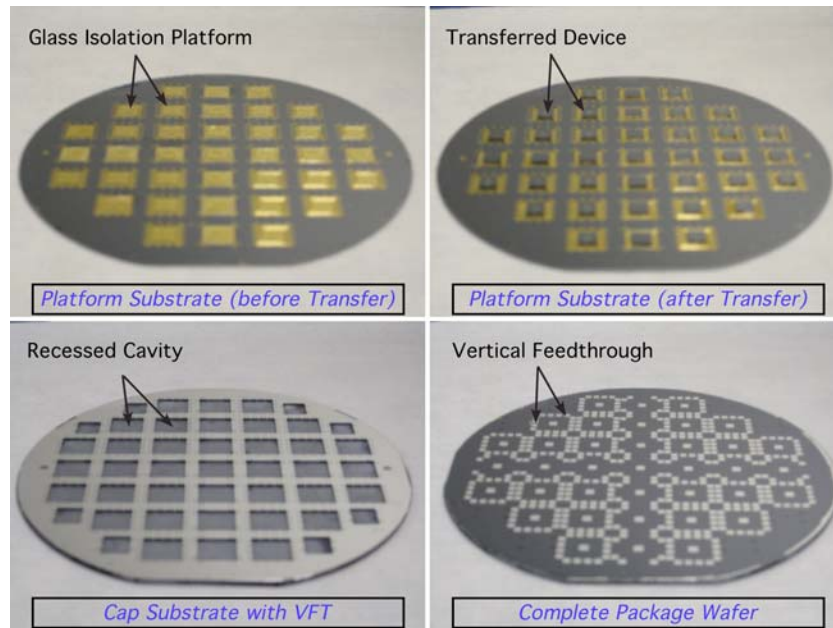 Glass Isolation Platform
Transferred Device
Platform Substrate (before Transfer)
Platform Substrate (after Transfer)
Recessed Cavity
Vertical Feedthrough
Cap Substrate with VFT
Complete Package Wafer